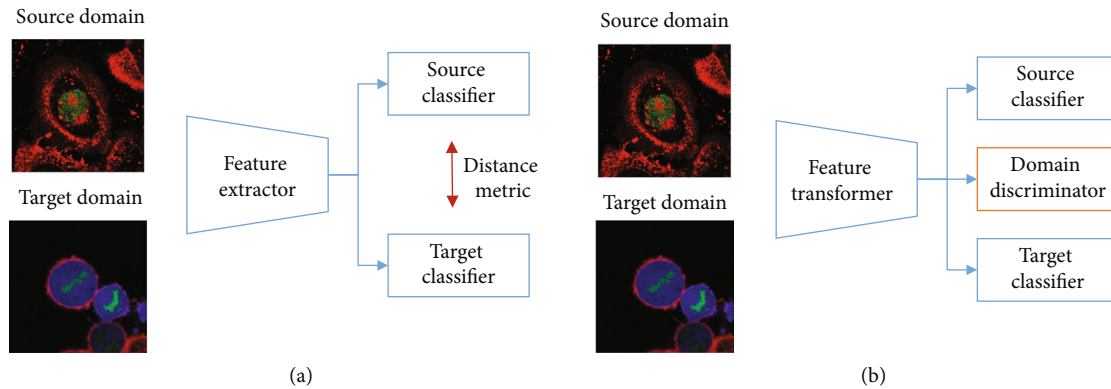 Source domain
Target domain
Feature
extractor
Source
classifier
Distance
metric
Target
classifier
(a)
Source domain
Target domain
Feature
transformer
Source
classifier
Domain
discriminator
Target
classifier
(b)